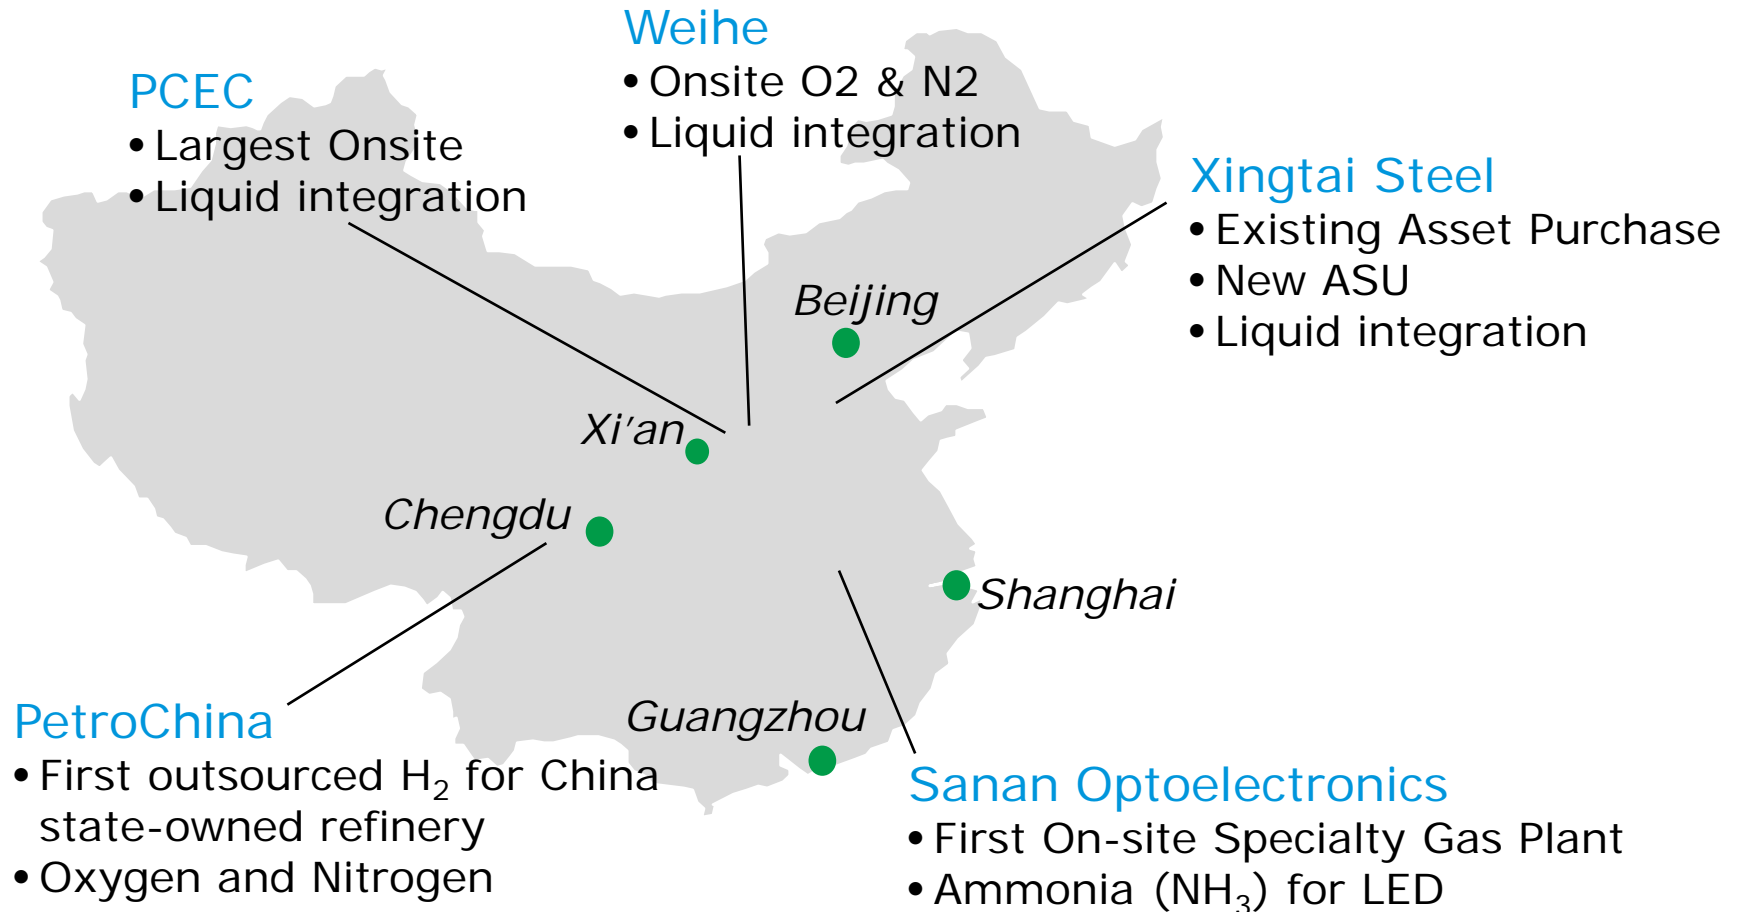 Weihe
• Onsite O2 & N2
• Liquid integration
PCEC
• Largest Onsite
• Liquid integration
Xingtai Steel
• Existing Asset Purchase
• New ASU
• Liquid integration
Beijing
Xi’an
Chengdu
Shanghai
Guangzhou
PetroChina
• First outsourced H₂ for China
state-owned refinery
• Oxygen and Nitrogen
Sanan Optoelectronics
• First On-site Specialty Gas Plant
• Ammonia (NH₃) for LED